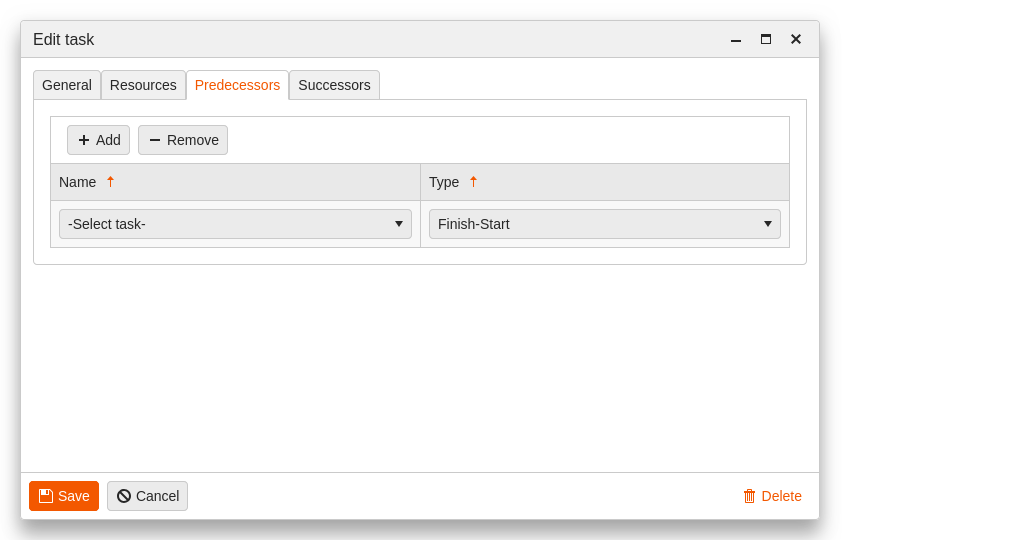 Edit task
General Resources Predecessors Successors
Add Remove
Name Type
-Select task- Finish-Start
Save Cancel Delete